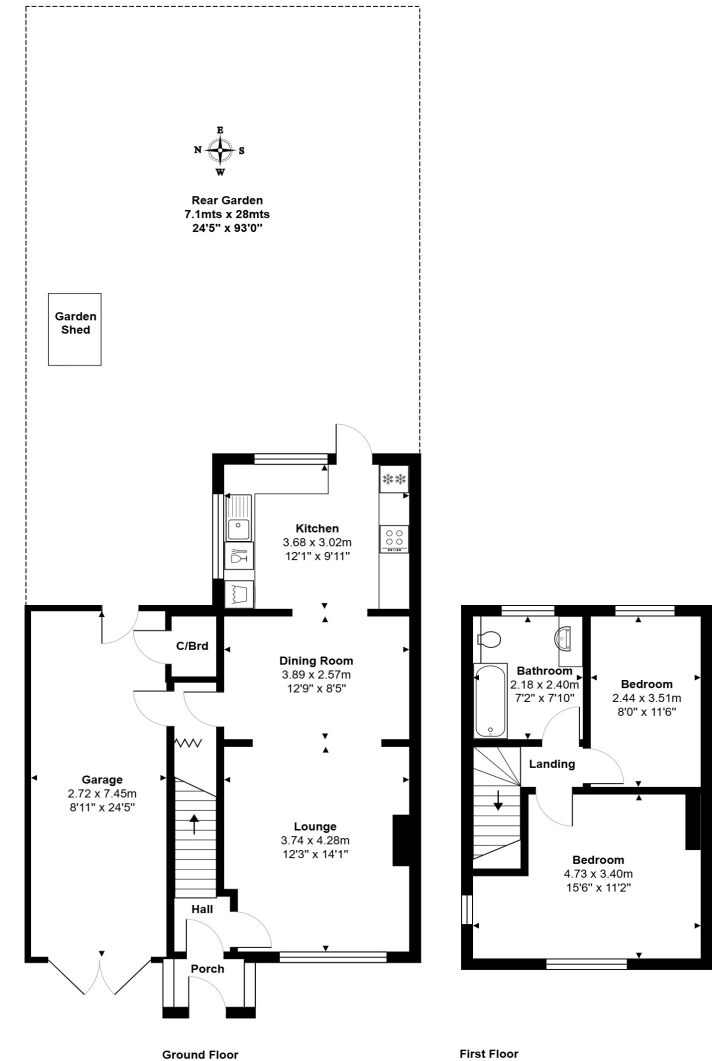 E
N S
W
Rear Garden
7.1mts x 28mts
24'5" x 93'0"
Garden
Shed
Kitchen
3.68 x 3.02m
12'1" x 9'11"
C/Brd
Dining Room
3.89 x 2.57m
12'9" x 8'5"
Garage
2.72 x 7.45m
8'11" x 24'5"
Lounge
3.74 x 4.28m
12'3" x 14'1"
Hall
Porch
Ground Floor
Bathroom
2.18 x 2.40m
7'2" x 7'10"
Bedroom
2.44 x 3.51m
8'0" x 11'6"
Landing
Bedroom
4.73 x 3.40m
15'6" x 11'2"
First Floor